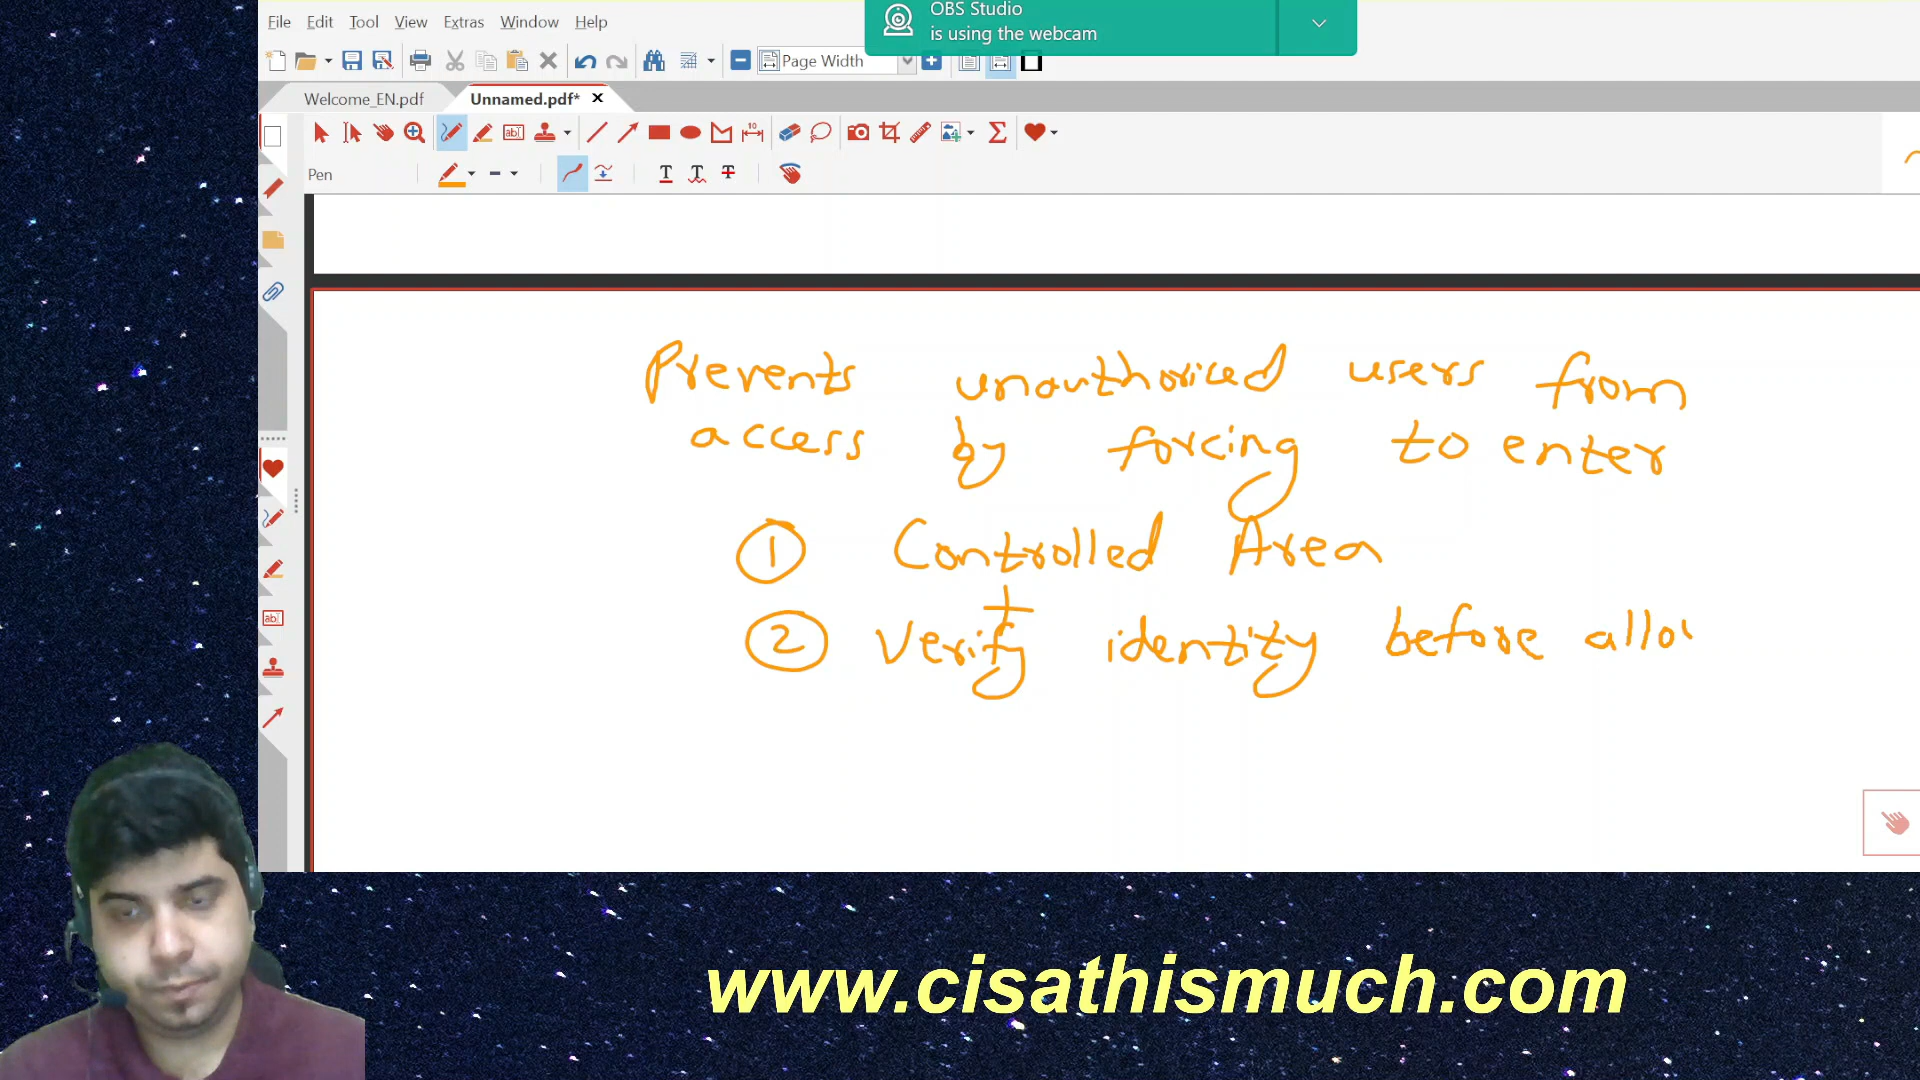 OBS Studio
is using the webcam
File Edit Tool View Extras Window Help
Page Width
Welcome_EN.pdf Unnamed.pdf*
Pen
Prevents unauthorized users from
access by forcing to enter
1 Controlled Area
+
2 Verify identity before allow
www.cisathismuch.com